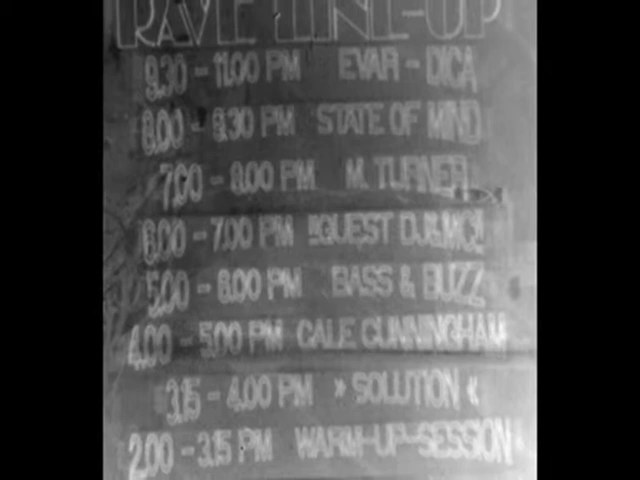 RAVE LINE-UP
9.30 - 11.00 PM EVAR - DICA
8.00 - 9.30 PM STATE OF MIND
7.00 - 8.00 PM M. TURNER
6.00 - 7.00 PM !!GUEST DJ&MC!!
5.00 - 6.00 PM BASS & BUZZ
4.00 - 5.00 PM CALE CUNNINGHAM
3.15 - 4.00 PM » SOLUTION «
2.00 - 3.15 PM WARM-UP-SESSION